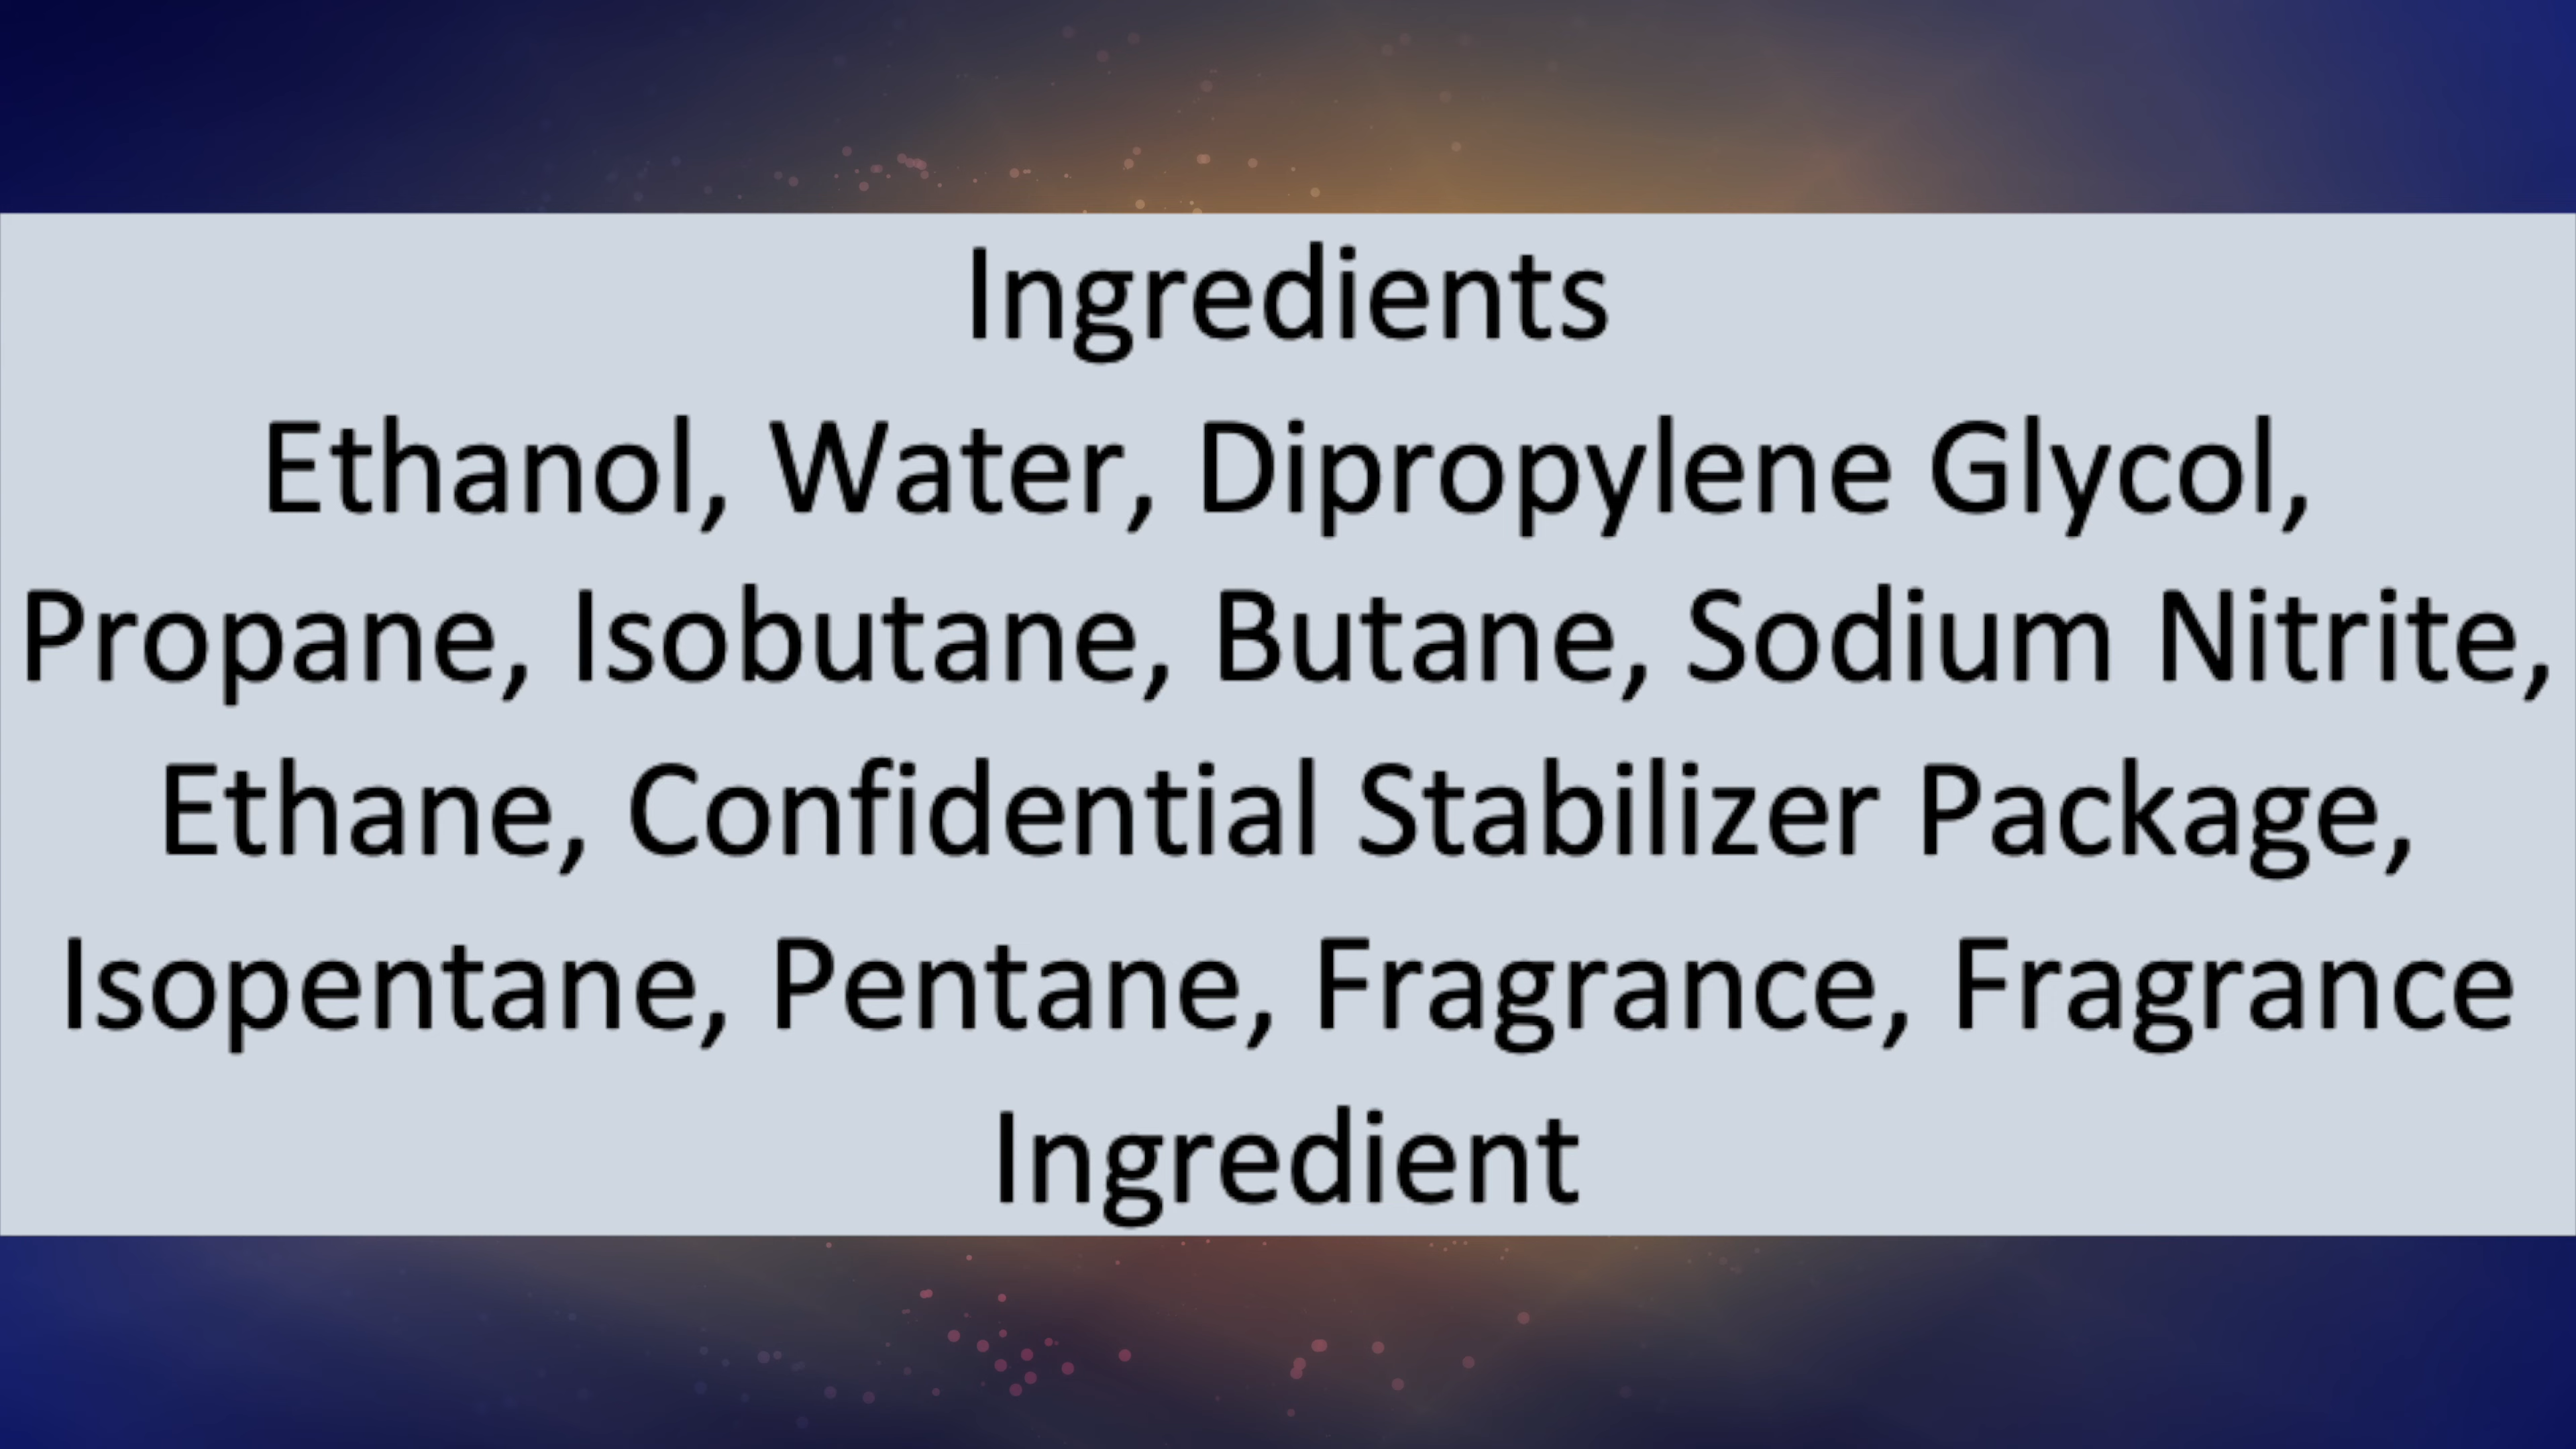 Ingredients
Ethanol, Water, Dipropylene Glycol,
Propane, Isobutane, Butane, Sodium Nitrite,
Ethane, Confidential Stabilizer Package,
Isopentane, Pentane, Fragrance, Fragrance
Ingredient